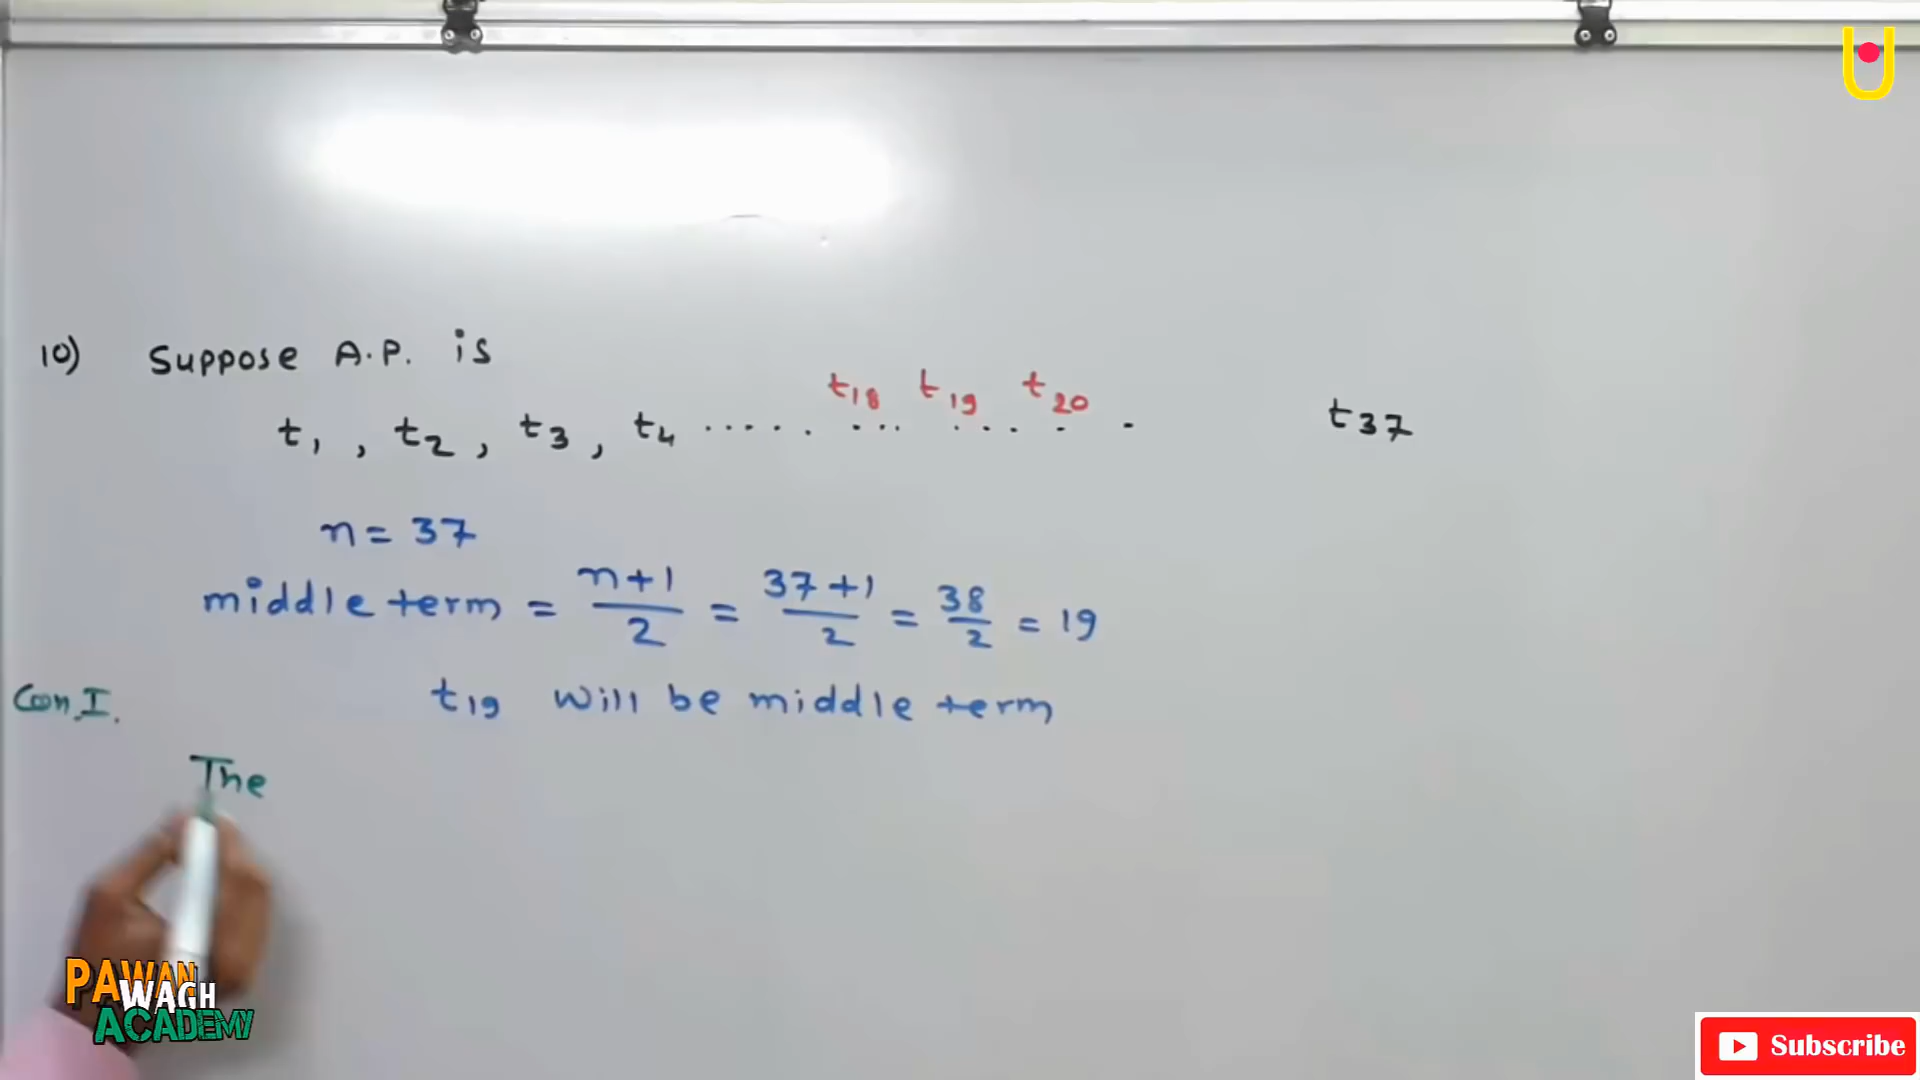 10) Suppose A.P. is
t18 t19 t20
t1 , t2 , t3 , t4 ..... . ... .... . . t37
n = 37
middle term = n+1/2 = 37+1/2 = 38/2 = 19
Con. I. t19 will be middle term
The
PAWAN
WAGH
ACADEMY
Subscribe